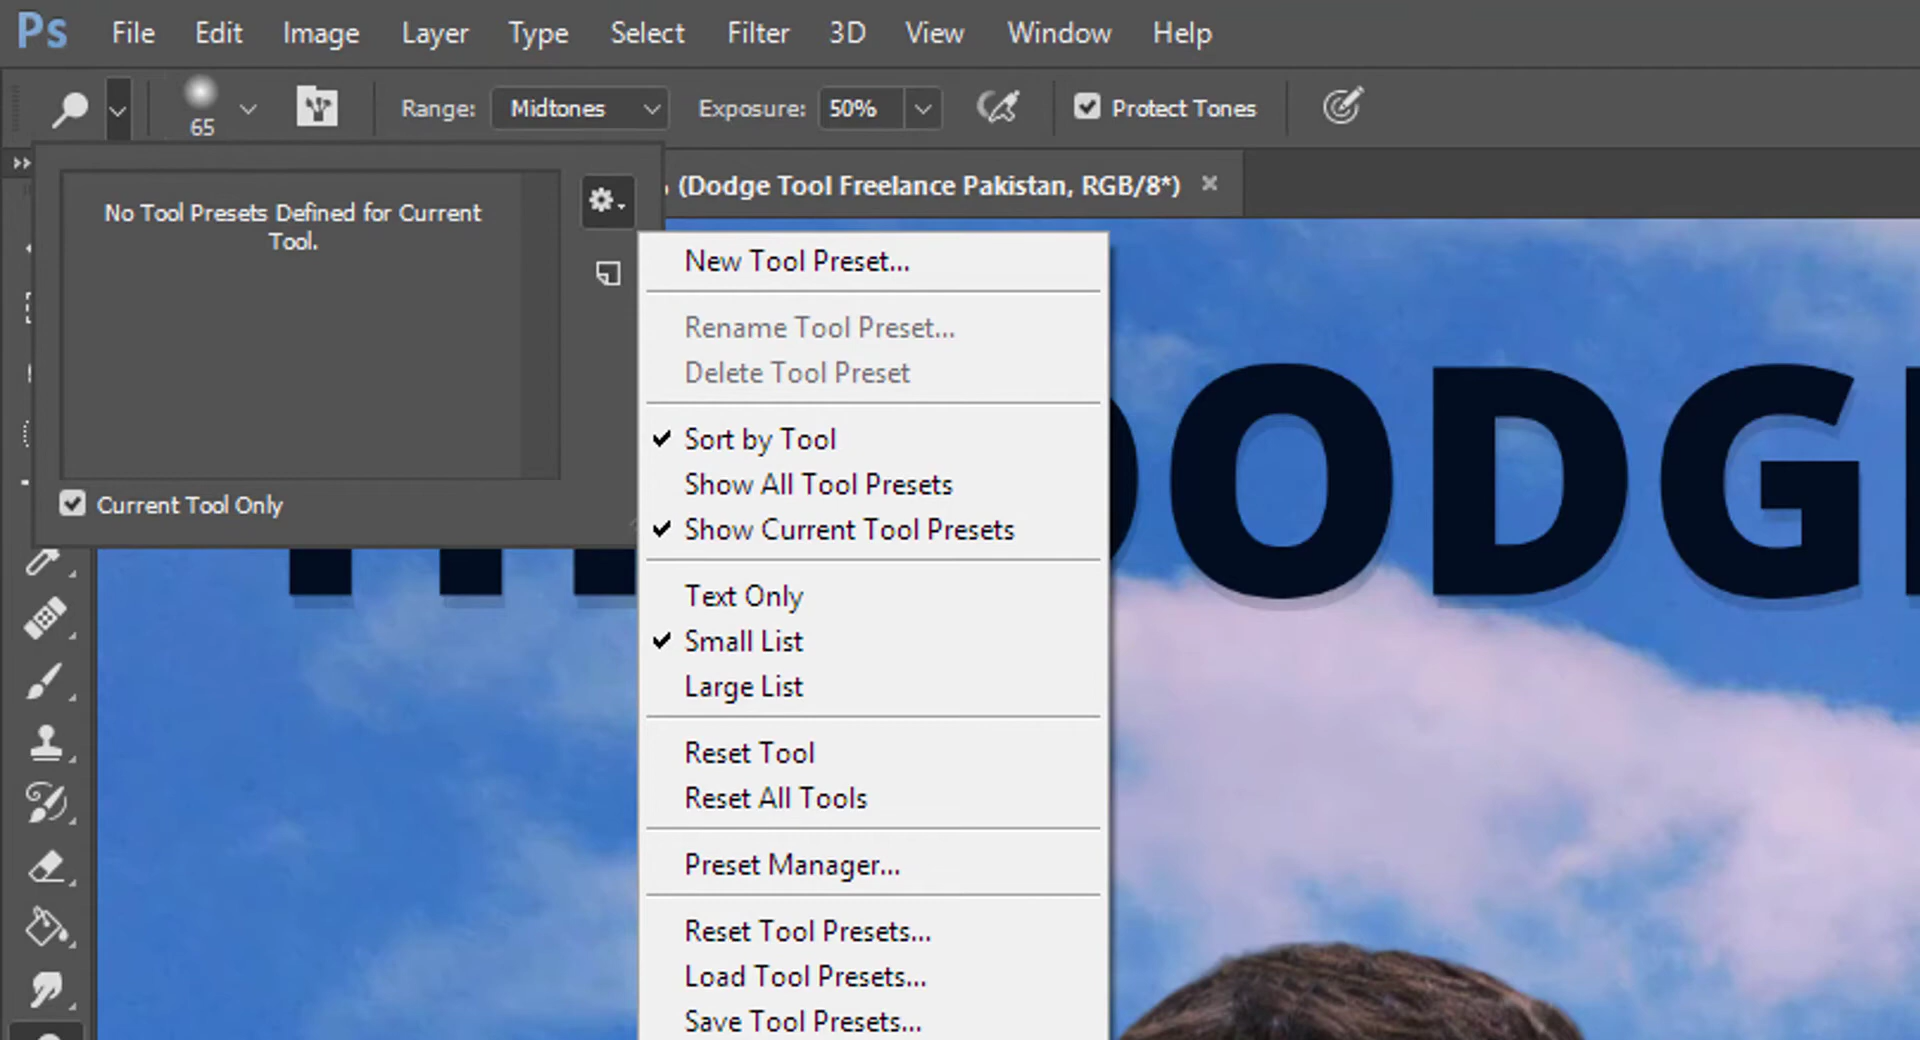 Ps File Edit Image Layer Type Select Filter 3D View Window Help
65 Range: Midtones Exposure: 50% Protect Tones
(Dodge Tool Freelance Pakistan, RGB/8*) ×
No Tool Presets Defined for Current
Tool.
Current Tool Only
New Tool Preset...
Rename Tool Preset...
Delete Tool Preset
Sort by Tool
Show All Tool Presets
Show Current Tool Presets
Text Only
Small List
Large List
Reset Tool
Reset All Tools
Preset Manager...
Reset Tool Presets...
Load Tool Presets...
Save Tool Presets...
DODG